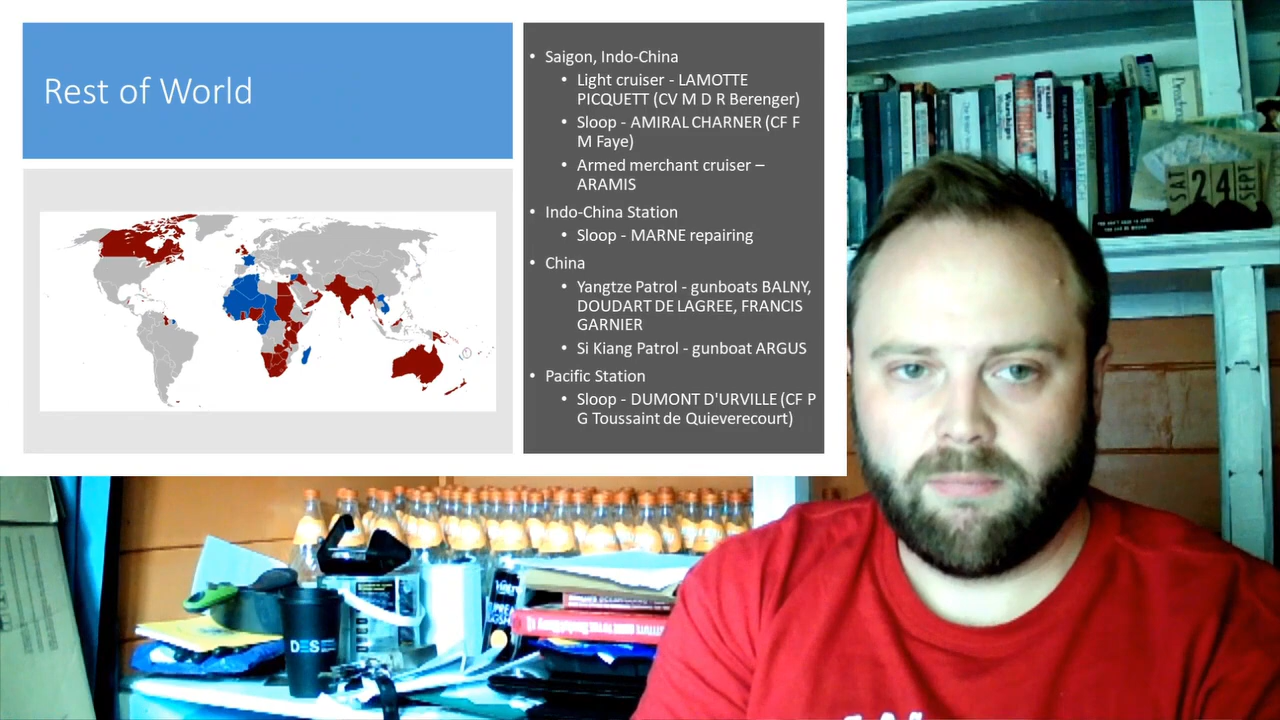 Rest of World
• Saigon, Indo-China
• Light cruiser - LAMOTTE
PICQUETT (CV M D R Berenger)
• Sloop - AMIRAL CHARNER (CF F
M Faye)
• Armed merchant cruiser –
ARAMIS
• Indo-China Station
• Sloop - MARNE repairing
• China
• Yangtze Patrol - gunboats BALNY,
DOUDART DE LAGREE, FRANCIS
GARNIER
• Si Kiang Patrol - gunboat ARGUS
• Pacific Station
• Sloop - DUMONT D'URVILLE (CF P
G Toussaint de Quieverecourt)
SAT 24 SEPT
DES